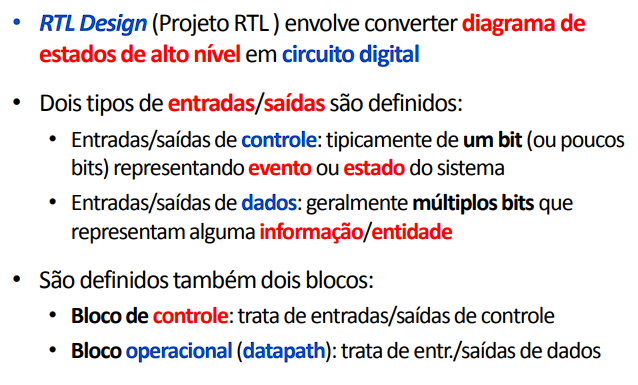 • RTL Design (Projeto RTL ) envolve converter diagrama de
estados de alto nível em circuito digital
• Dois tipos de entradas/saídas são definidos:
• Entradas/saídas de controle: tipicamente de um bit (ou poucos
bits) representando evento ou estado do sistema
• Entradas/saídas de dados: geralmente múltiplos bits que
representam alguma informação/entidade
• São definidos também dois blocos:
• Bloco de controle: trata de entradas/saídas de controle
• Bloco operacional (datapath): trata de entr./saídas de dados